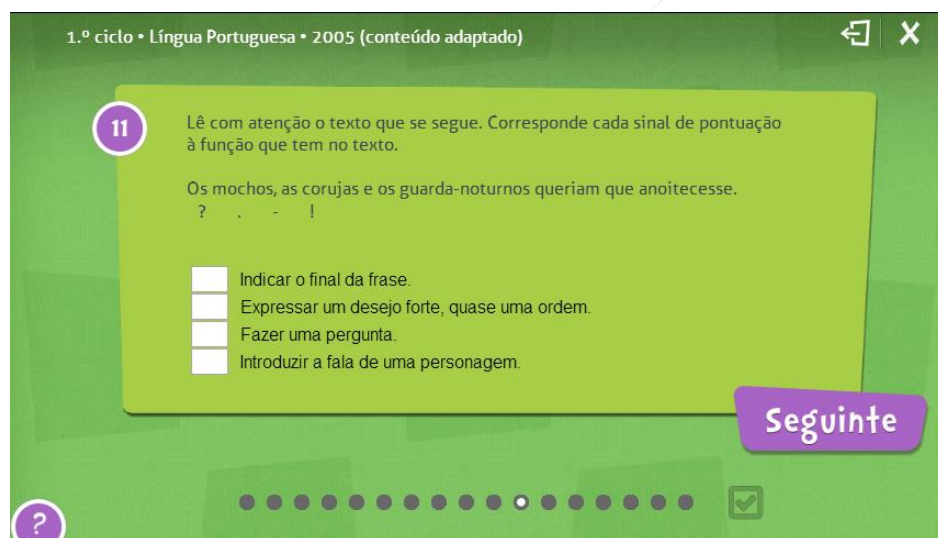 1.º ciclo • Língua Portuguesa • 2005 (conteúdo adaptado)
X
11
Lê com atenção o texto que se segue. Corresponde cada sinal de pontuação
à função que tem no texto.
Os mochos, as corujas e os guarda-noturnos queriam que anoitecesse.
? . - !
Indicar o final da frase.
Expressar um desejo forte, quase uma ordem.
Fazer uma pergunta.
Introduzir a fala de uma personagem.
Seguinte
?